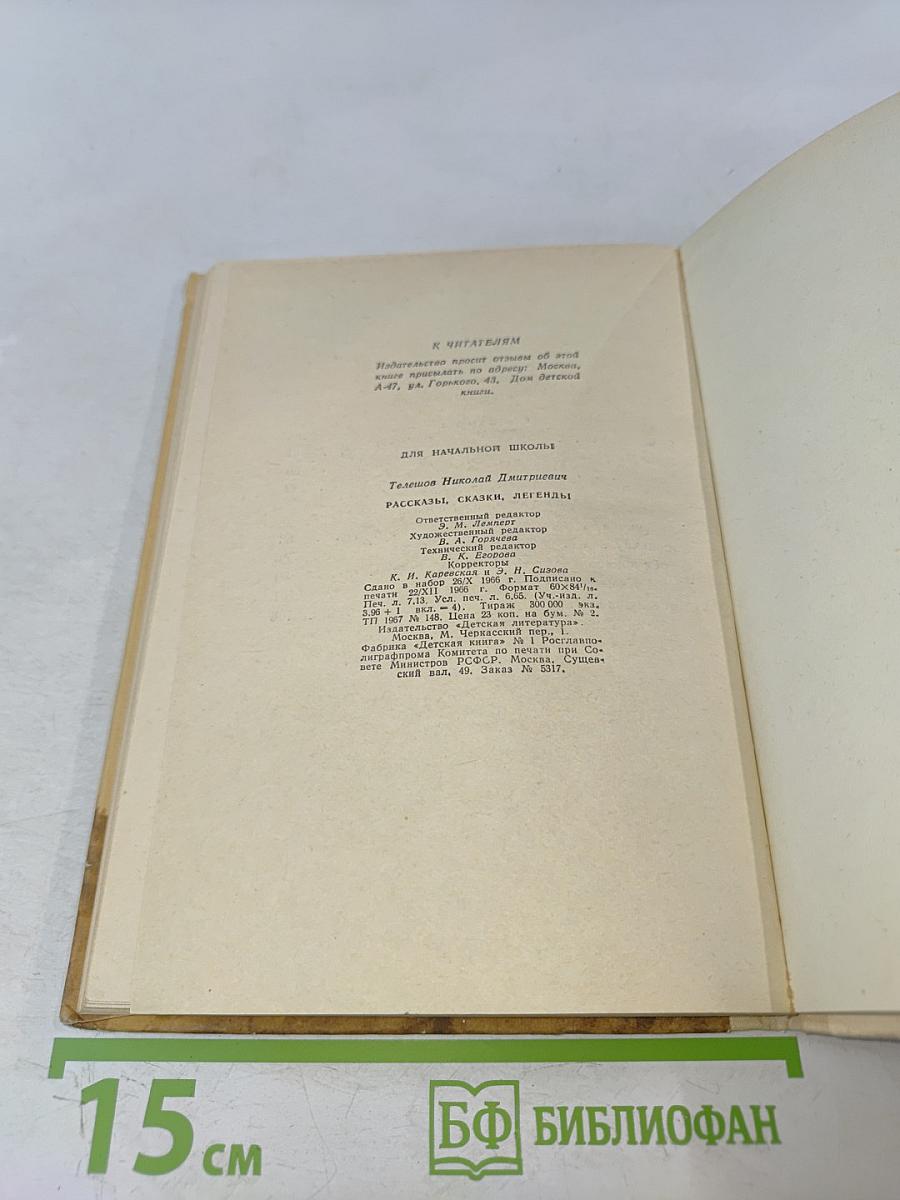 К ЧИТАТЕЛЯМ
Издательство просит отзывы об этой
книге присылать по адресу: Москва,
А-47, ул. Горького, 43. Дом детской
книги.
ДЛЯ НАЧАЛЬНОЙ ШКОЛЫ
Телешов Николай Дмитриевич
РАССКАЗЫ, СКАЗКИ, ЛЕГЕНДЫ
Ответственный редактор
Э. М. Лемперт
Художественный редактор
В. А. Горячева
Технический редактор
В. К. Егорова
Корректоры
К. И. Каревская и Э. Н. Сизова
Сдано в набор 26/X 1966 г. Подписано к
печати 22/XII 1966 г. Формат 60×84¹/₁₆.
Печ. л. 7,13. Усл. печ. л. 6,65. (Уч.-изд. л.
3,96 + 1 вкл. = 4). Тираж 300 000 экз.
ТП 1967 № 148. Цена 23 коп. на бум. № 2.
Издательство «Детская литература».
Москва, М. Черкасский пер., 1.
Фабрика «Детская книга» № 1 Росглавпо-
лиграфпрома Комитета по печати при Со-
вете Министров РСФСР. Москва, Сущев-
ский вал, 49. Заказ № 5317.
15 см
БФ БИБЛИОФАН